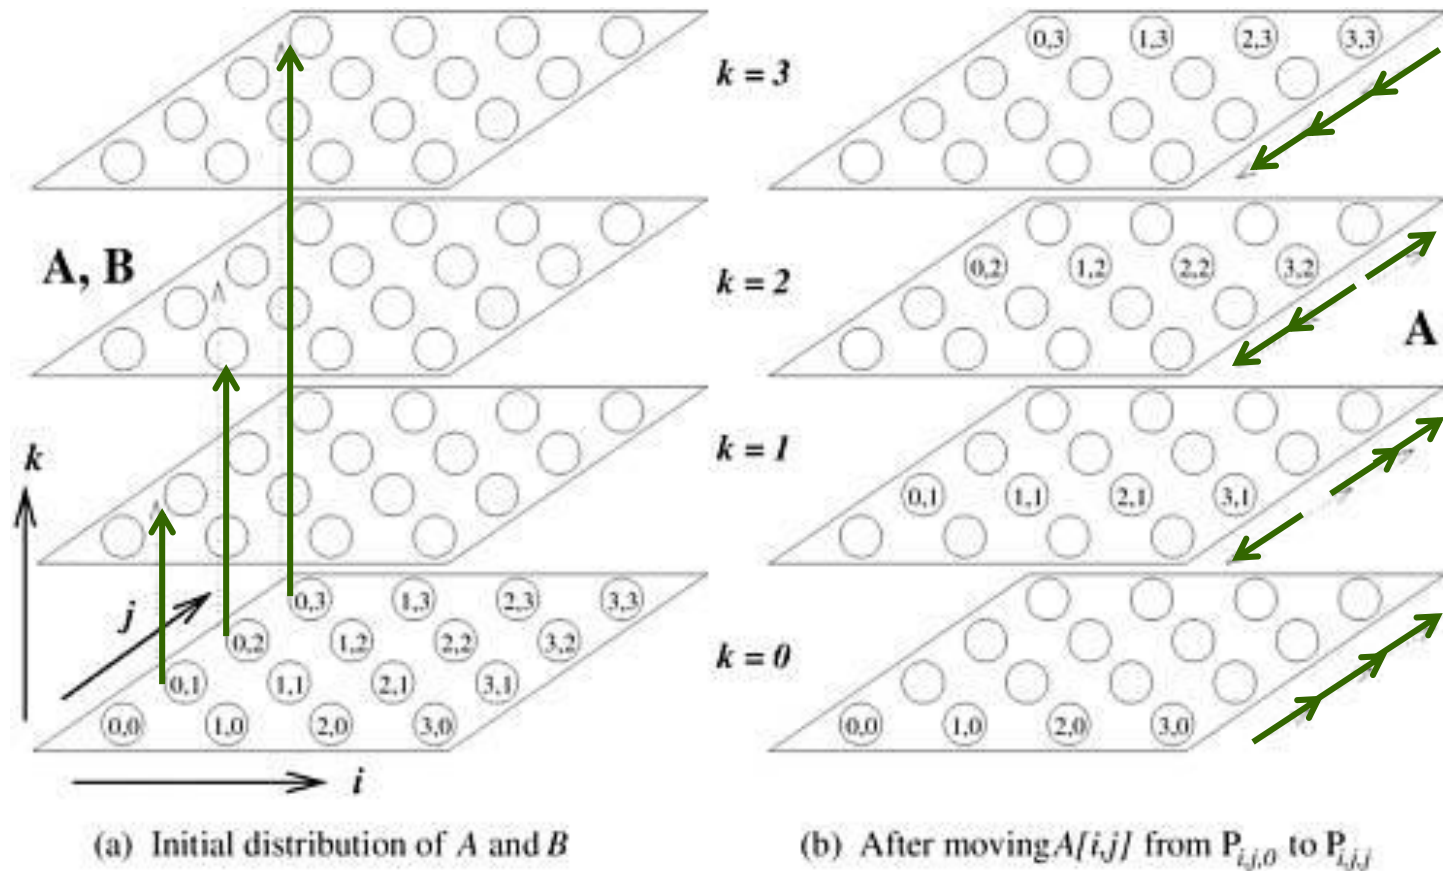 0,3 1,3 2,3 3,3
k = 3
A, B
0,2 1,2 2,2 3,2
k = 2
A
k
0,1 1,1 2,1 3,1
k = 1
j
0,3 1,3 2,3 3,3
0,2 1,2 2,2 3,2
k = 0
0,1 1,1 2,1 3,1
0,0 1,0 2,0 3,0
0,0 1,0 2,0 3,0
i
(a) Initial distribution of A and B
(b) After moving A[i,j] from Pi,j,0 to Pi,j,j